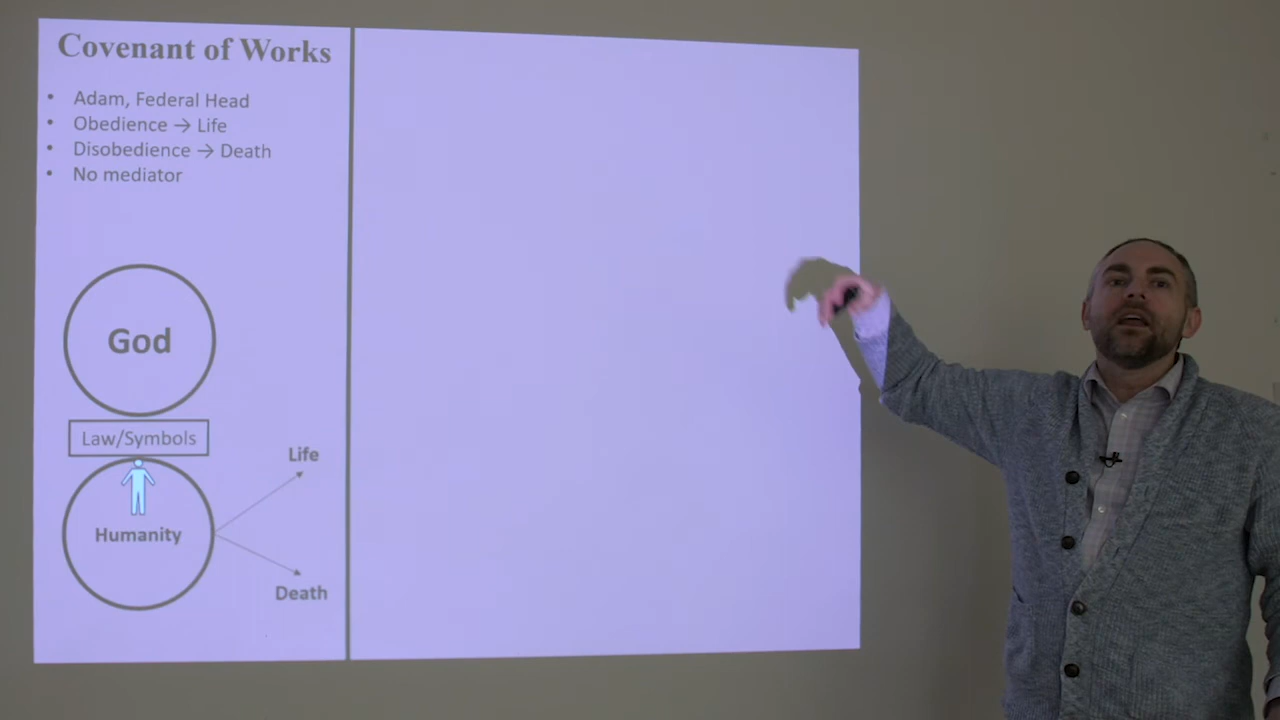 Covenant of Works
• Adam, Federal Head
• Obedience → Life
• Disobedience → Death
• No mediator
God
Law/Symbols
Life
Humanity
Death